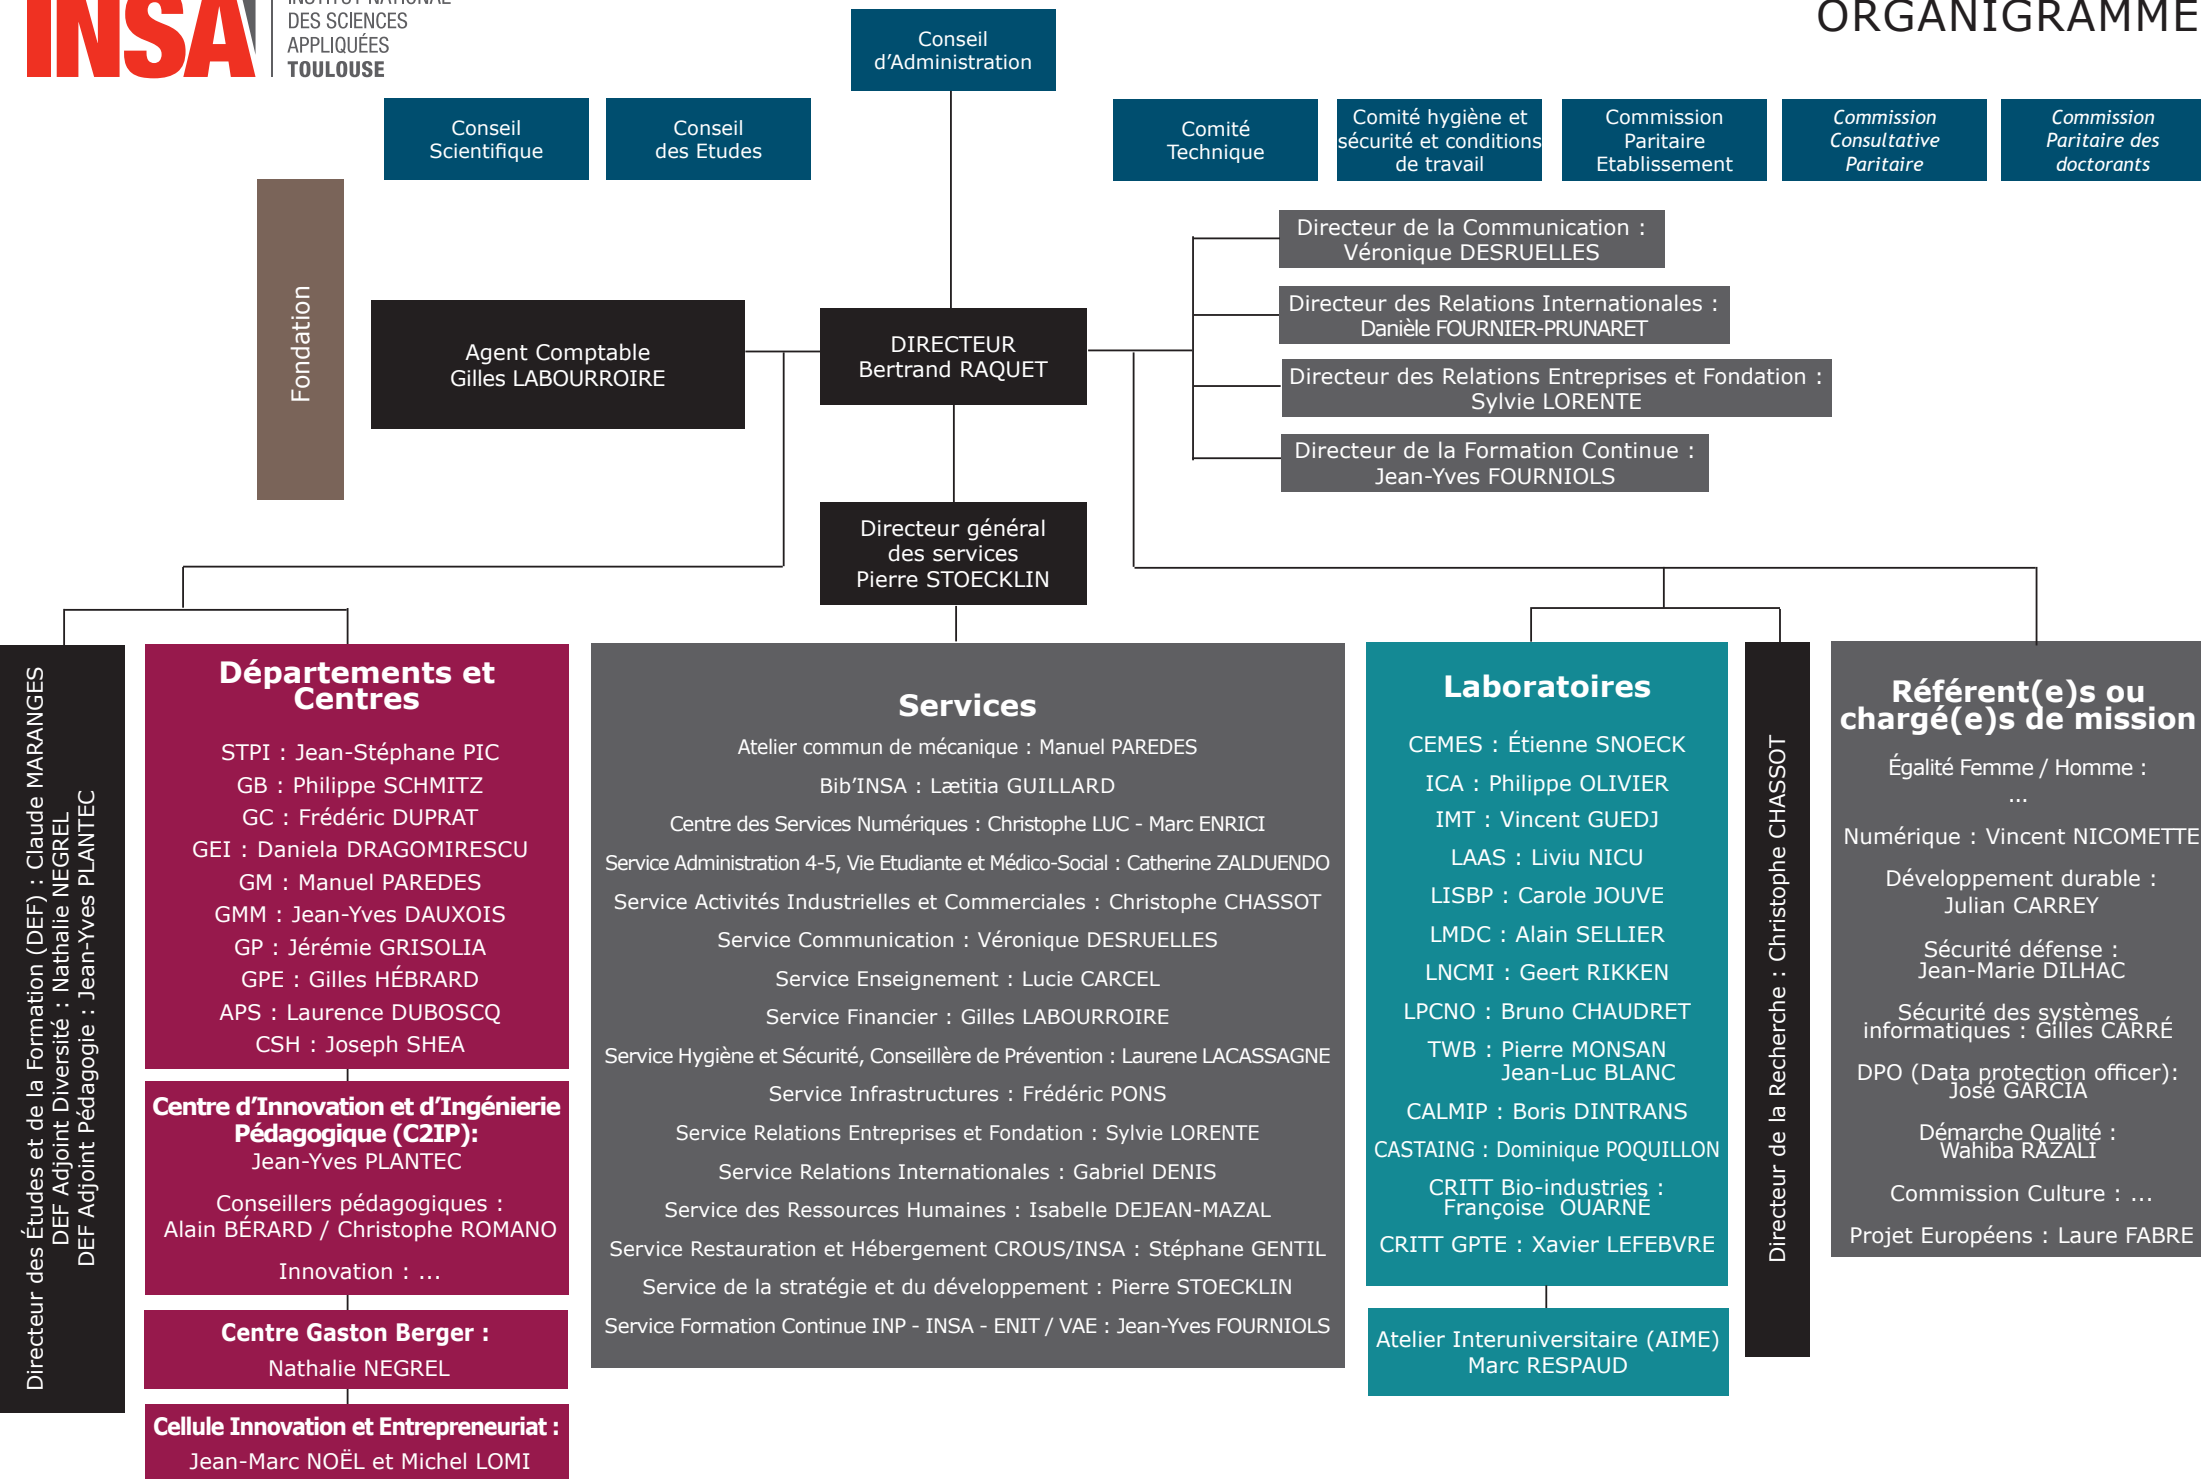 INSA
INSTITUT NATIONAL
DES SCIENCES
APPLIQUÉES
TOULOUSE
ORGANIGRAMME
Conseil
d’Administration
Conseil
Scientifique
Conseil
des Etudes
Comité
Technique
Comité hygiène et
sécurité et conditions
de travail
Commission
Paritaire
Etablissement
Commission
Consultative
Paritaire
Commission
Paritaire des
doctorants
Fondation
Agent Comptable
Gilles LABOURROIRE
DIRECTEUR
Bertrand RAQUET
Directeur de la Communication :
Véronique DESRUELLES
Directeur des Relations Internationales :
Danièle FOURNIER-PRUNARET
Directeur des Relations Entreprises et Fondation :
Sylvie LORENTE
Directeur de la Formation Continue :
Jean-Yves FOURNIOLS
Directeur général
des services
Pierre STOECKLIN
Directeur des Études et de la Formation (DEF) : Claude MARANGES
DEF Adjoint Diversité : Nathalie NEGREL
DEF Adjoint Pédagogie : Jean-Yves PLANTEC
Départements et
Centres
STPI : Jean-Stéphane PIC
GB : Philippe SCHMITZ
GC : Frédéric DUPRAT
GEI : Daniela DRAGOMIRESCU
GM : Manuel PAREDES
GMM : Jean-Yves DAUXOIS
GP : Jérémie GRISOLIA
GPE : Gilles HÉBRARD
APS : Laurence DUBOSCQ
CSH : Joseph SHEA
Centre d’Innovation et d’Ingénierie
Pédagogique (C2IP):
Jean-Yves PLANTEC
Conseillers pédagogiques :
Alain BÉRARD / Christophe ROMANO
Innovation : ...
Centre Gaston Berger :
Nathalie NEGREL
Cellule Innovation et Entrepreneuriat :
Jean-Marc NOËL et Michel LOMI
Services
Atelier commun de mécanique : Manuel PAREDES
Bib’INSA : Lætitia GUILLARD
Centre des Services Numériques : Christophe LUC - Marc ENRICI
Service Administration 4-5, Vie Etudiante et Médico-Social : Catherine ZALDUENDO
Service Activités Industrielles et Commerciales : Christophe CHASSOT
Service Communication : Véronique DESRUELLES
Service Enseignement : Lucie CARCEL
Service Financier : Gilles LABOURROIRE
Service Hygiène et Sécurité, Conseillère de Prévention : Laurene LACASSAGNE
Service Infrastructures : Frédéric PONS
Service Relations Entreprises et Fondation : Sylvie LORENTE
Service Relations Internationales : Gabriel DENIS
Service des Ressources Humaines : Isabelle DEJEAN-MAZAL
Service Restauration et Hébergement CROUS/INSA : Stéphane GENTIL
Service de la stratégie et du développement : Pierre STOECKLIN
Service Formation Continue INP - INSA - ENIT / VAE : Jean-Yves FOURNIOLS
Laboratoires
CEMES : Étienne SNOECK
ICA : Philippe OLIVIER
IMT : Vincent GUEDJ
LAAS : Liviu NICU
LISBP : Carole JOUVE
LMDC : Alain SELLIER
LNCMI : Geert RIKKEN
LPCNO : Bruno CHAUDRET
TWB : Pierre MONSAN
Jean-Luc BLANC
CALMIP : Boris DINTRANS
CASTAING : Dominique POQUILLON
CRITT Bio-industries :
Françoise OUARNÉ
CRITT GPTE : Xavier LEFEBVRE
Atelier Interuniversitaire (AIME)
Marc RESPAUD
Directeur de la Recherche : Christophe CHASSOT
Référent(e)s ou
chargé(e)s de mission
Égalité Femme / Homme :
...
Numérique : Vincent NICOMETTE
Développement durable :
Julian CARREY
Sécurité défense :
Jean-Marie DILHAC
Sécurité des systèmes
informatiques : Gilles CARRÉ
DPO (Data protection officer):
José GARCIA
Démarche Qualité :
Wahiba RAZALI
Commission Culture : ...
Projet Européens : Laure FABRE